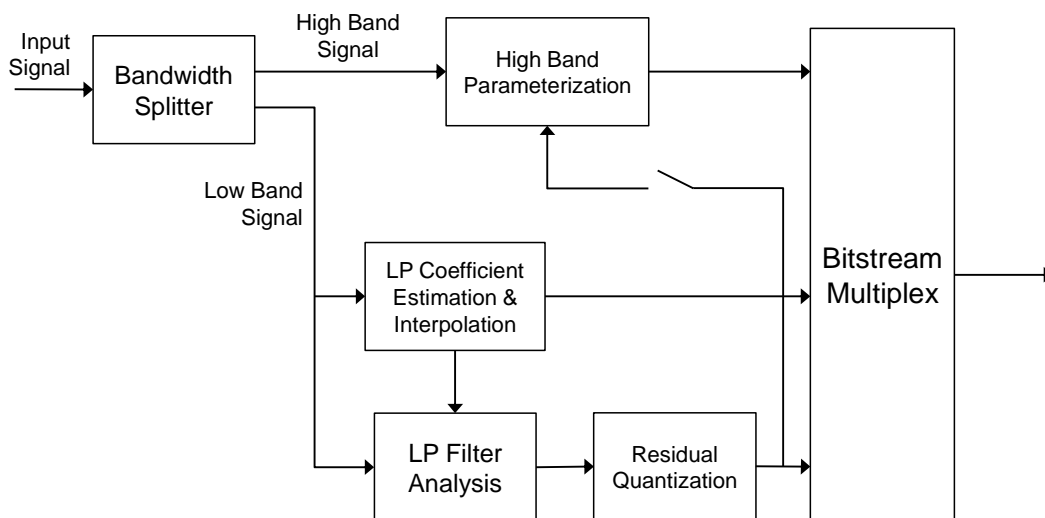 Input
Signal
Bandwidth
Splitter
High Band
Signal
High Band
Parameterization
Low Band
Signal
LP Coefficient
Estimation &
Interpolation
LP Filter
Analysis
Residual
Quantization
Bitstream
Multiplex